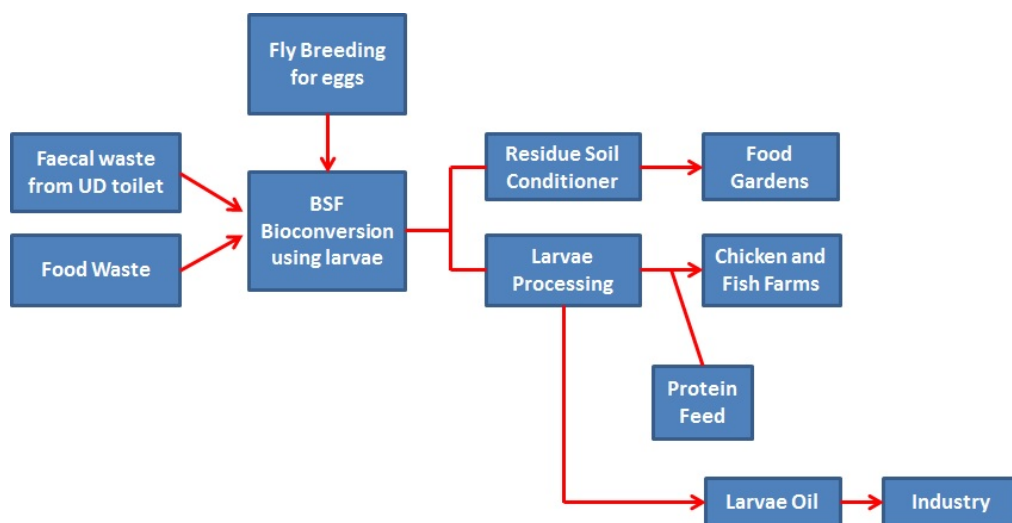 Fly Breeding
for eggs
Faecal waste
from UD toilet
Food Waste
BSF
Bioconversion
using larvae
Residue Soil
Conditioner
Food
Gardens
Larvae
Processing
Chicken and
Fish Farms
Protein
Feed
Larvae Oil
Industry